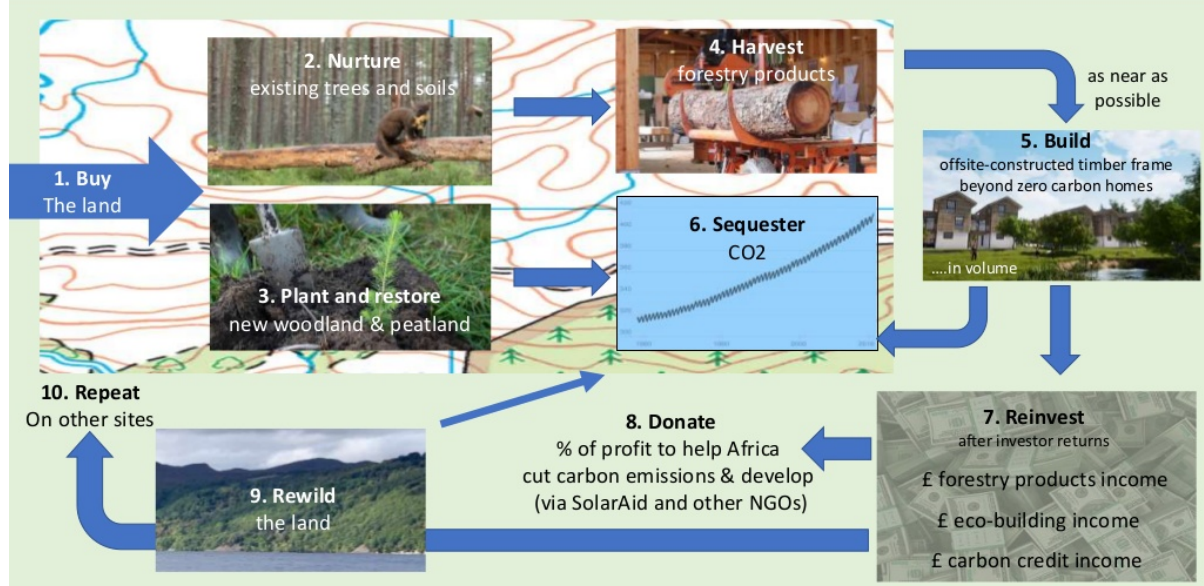 1. Buy
The land
2. Nurture
existing trees and soils
3. Plant and restore
new woodland & peatland
4. Harvest
forestry products
as near as
possible
5. Build
offsite-constructed timber frame
beyond zero carbon homes
....in volume
6. Sequester
CO2
7. Reinvest
after investor returns
£ forestry products income
£ eco-building income
£ carbon credit income
8. Donate
% of profit to help Africa
cut carbon emissions & develop
(via SolarAid and other NGOs)
9. Rewild
the land
10. Repeat
On other sites